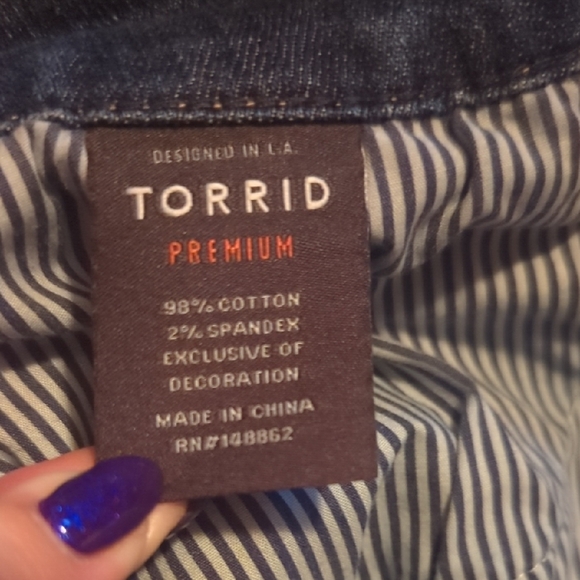 DESIGNED IN L.A.
TORRID
PREMIUM
98% COTTON
2% SPANDEX
EXCLUSIVE OF
DECORATION
MADE IN CHINA
RN#148862